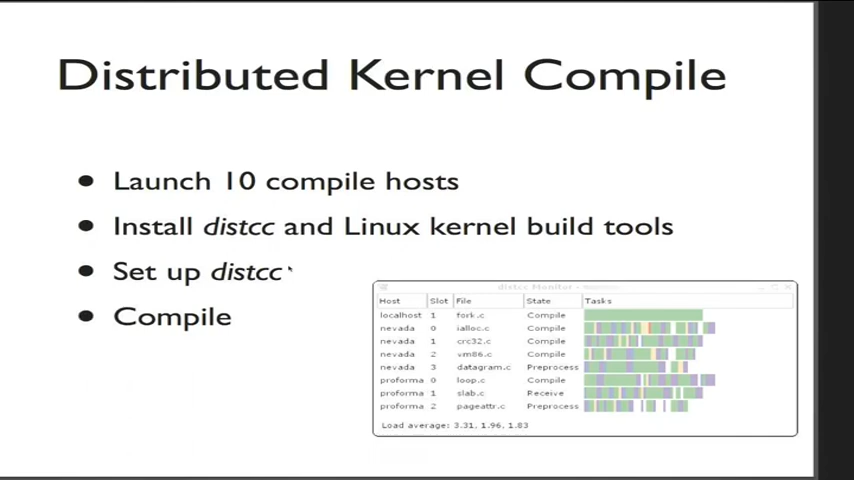 Distributed Kernel Compile
• Launch 10 compile hosts
• Install distcc and Linux kernel build tools
• Set up distcc
• Compile
distcc Monitor -
Host Slot File State Tasks
localhost 1 fork.c Compile
nevada 0 ialloc.c Compile
nevada 1 crc32.c Compile
nevada 2 vm86.c Compile
nevada 3 datagram.c Preprocess
proforma 0 loop.c Compile
proforma 1 slab.c Receive
proforma 2 pageattr.c Preprocess
Load average: 3.31, 1.96, 1.83